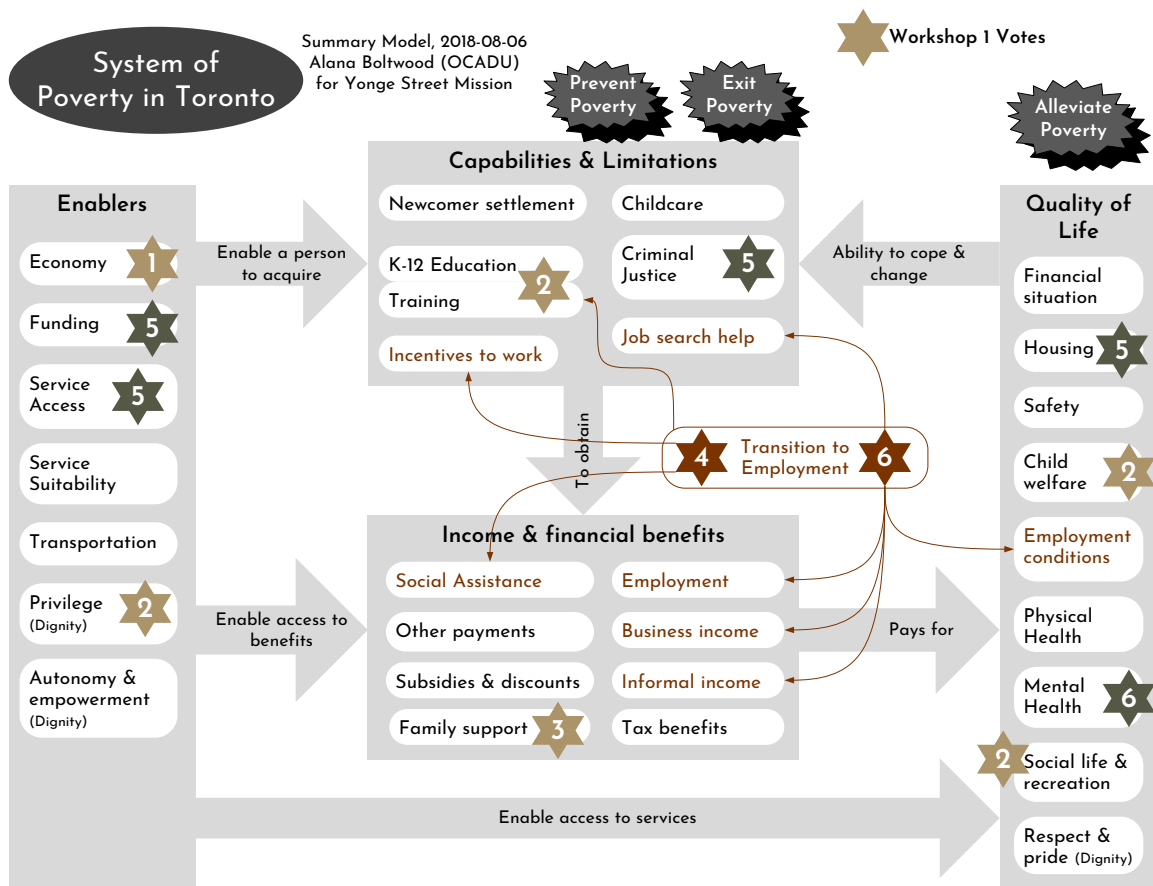 System of
Poverty in Toronto
Summary Model, 2018-08-06
Alana Boltwood (OCADU)
for Yonge Street Mission
Workshop 1 Votes
Prevent
Poverty
Exit
Poverty
Alleviate
Poverty
Enablers
Economy
1
Funding
5
Service
Access
5
Service
Suitability
Transportation
Privilege
(Dignity)
2
Autonomy &
empowerment
(Dignity)
Enable a person
to acquire
Enable access to
benefits
Enable access to services
Capabilities & Limitations
Newcomer settlement
K-12 Education
Training
2
Incentives to work
Childcare
Criminal
Justice
5
Job search help
To obtain
4
Transition to
Employment
6
Income & financial benefits
Social Assistance
Other payments
Subsidies & discounts
Family support
3
Employment
Business income
Informal income
Tax benefits
Ability to cope &
change
Pays for
Quality of
Life
Financial
situation
Housing
5
Safety
Child
welfare
2
Employment
conditions
Physical
Health
Mental
Health
6
2
Social life &
recreation
Respect &
pride (Dignity)